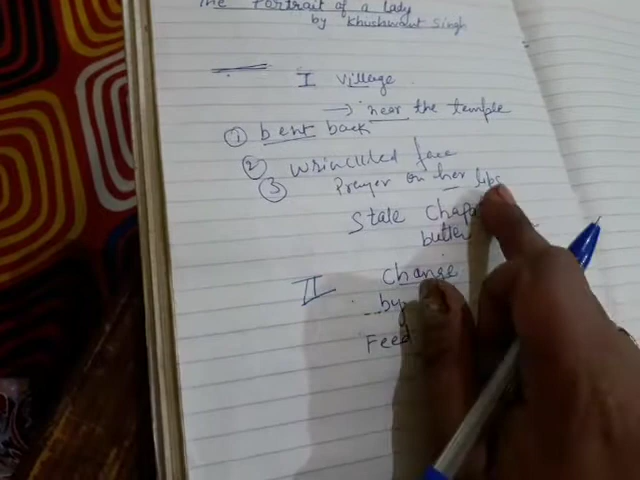 The Portrait of a lady
by Khushwant Singh
I village
→ near the temple
① bent back
② wrinculed face
③ Prayer on her lips
Stale Chap
butter
II Change
by
Feed